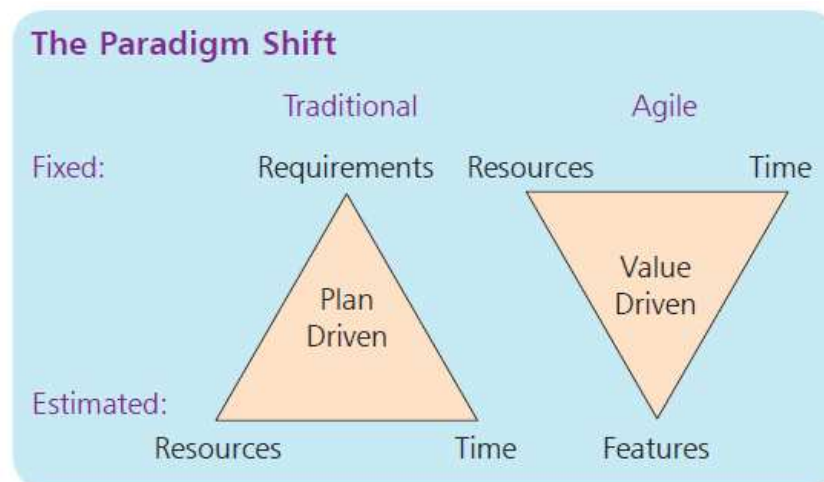 The Paradigm Shift
Traditional Agile
Fixed: Requirements Resources Time
Plan
Driven
Value
Driven
Estimated:
Resources Time Features